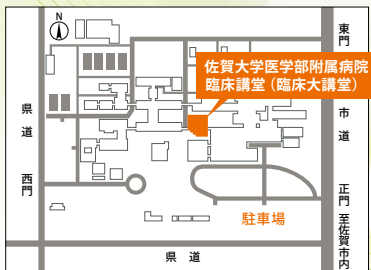 N
東門
佐賀大学医学部附属病院
臨床講堂（臨床大講堂）
県道
市道
西門
正門
至佐賀市内
駐車場
県道